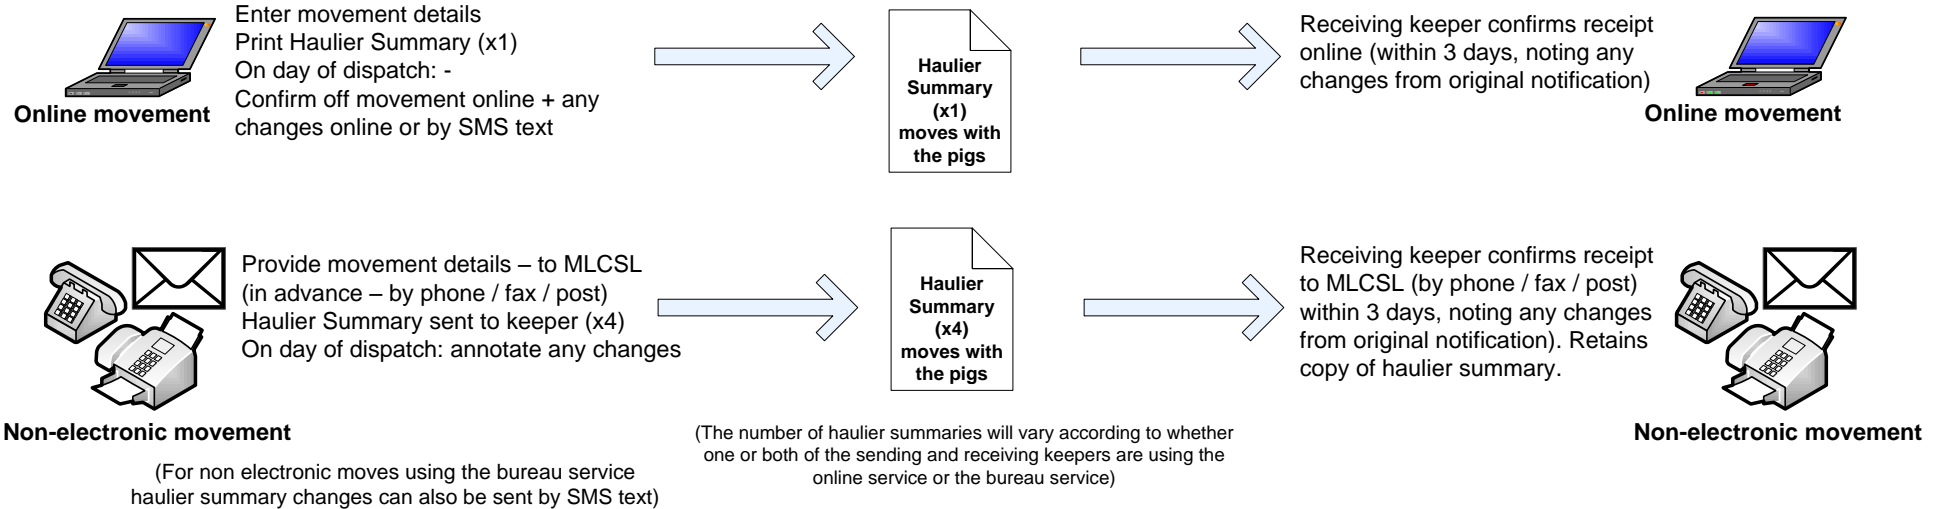 Enter movement details
Print Haulier Summary (x1)
On day of dispatch: -
Confirm off movement online + any
changes online or by SMS text
Online movement
Haulier
Summary
(x1)
moves with
the pigs
Receiving keeper confirms receipt
online (within 3 days, noting any
changes from original notification)
Online movement
Provide movement details – to MLCSL
(in advance – by phone / fax / post)
Haulier Summary sent to keeper (x4)
On day of dispatch: annotate any changes
Non-electronic movement
(For non electronic moves using the bureau service
haulier summary changes can also be sent by SMS text)
Haulier
Summary
(x4)
moves with
the pigs
(The number of haulier summaries will vary according to whether
one or both of the sending and receiving keepers are using the
online service or the bureau service)
Receiving keeper confirms receipt
to MLCSL (by phone / fax / post)
within 3 days, noting any changes
from original notification). Retains
copy of haulier summary.
Non-electronic movement